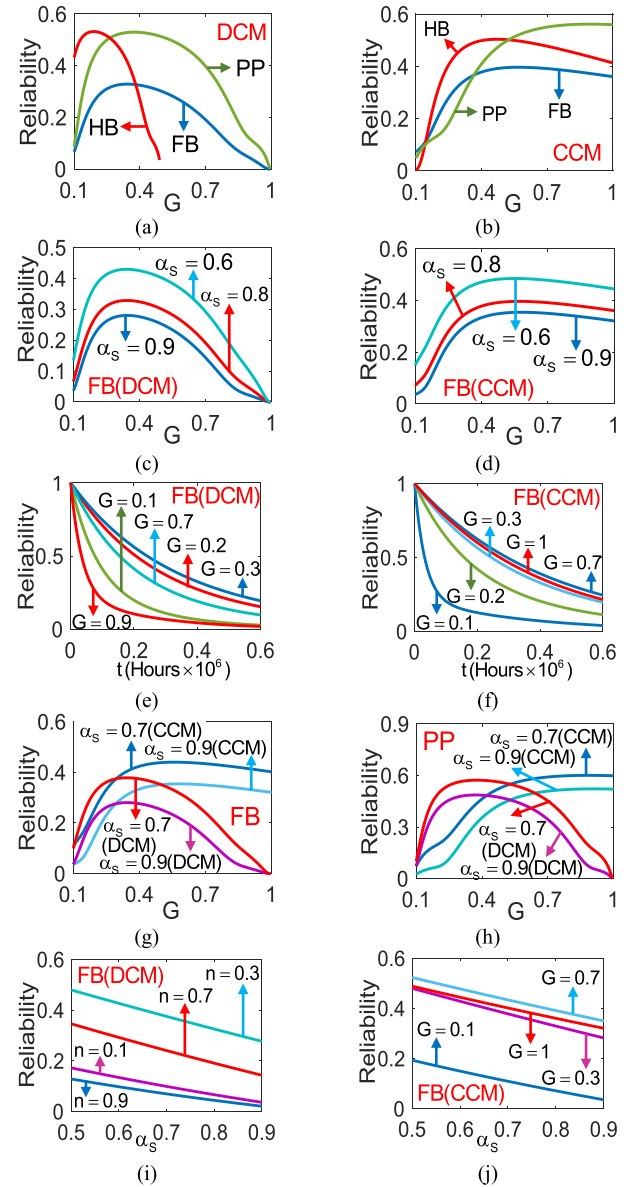 Reliability
0.6
0.4
0.2
0
0.1
0.4
0.7
1
G
DCM
PP
HB
FB
(a)
Reliability
0.6
0.4
0.2
0
0.1
0.4
0.7
1
G
HB
PP
FB
CCM
(b)
Reliability
0.5
0.4
0.3
0.2
0.1
0
0.1
0.4
0.7
1
G
αS = 0.6
αS = 0.8
αS = 0.9
FB(DCM)
(c)
Reliability
0.6
0.4
0.2
0
0.1
0.4
0.7
1
G
αS = 0.8
αS = 0.6
αS = 0.9
FB(CCM)
(d)
Reliability
1
0.5
0
0
0.2
0.4
0.6
t (Hours×10⁶)
FB(DCM)
G = 0.1
G = 0.7
G = 0.2
G = 0.3
G = 0.9
(e)
Reliability
1
0.5
0
0
0.2
0.4
0.6
t (Hours×10⁶)
FB(CCM)
G = 0.3
G = 1
G = 0.7
G = 0.2
G = 0.1
(f)
Reliability
0.6
0.4
0.2
0
0.1
0.4
0.7
1
G
αS = 0.7(CCM)
αS = 0.9(CCM)
FB
αS = 0.7
(DCM)
αS = 0.9(DCM)
(g)
Reliability
0.9
0.6
0.3
0
0.1
0.4
0.7
1
G
PP
αS = 0.7(CCM)
αS = 0.9(CCM)
αS = 0.7
(DCM)
αS. = 0.9(DCM)
(h)
Reliability
0.6
0.4
0.2
0
0.5
0.6
0.7
0.8
0.9
αS
FB(DCM)
n = 0.3
n = 0.7
n = 0.1
n = 0.9
(i)
Reliability
0.6
0.4
0.2
0
0.5
0.6
0.7
0.8
0.9
αS
G = 0.7
G = 0.1
G = 1
G = 0.3
FB(CCM)
(j)